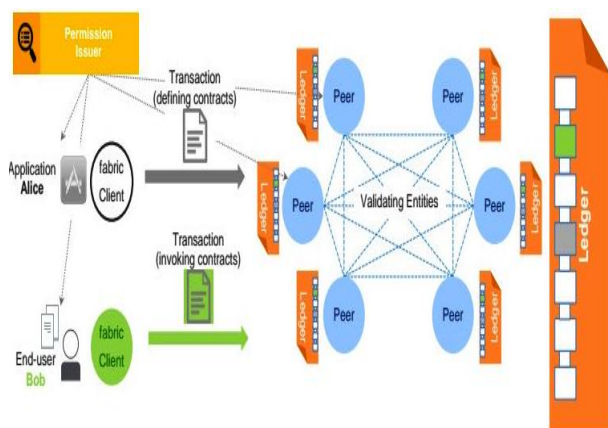 Permission
Issuer
Transaction
(defining contracts)
Application
Alice
fabric
Client
Transaction
(invoking contracts)
End-user
Bob
fabric
Client
Ledger
Peer
Peer
Ledger
Ledger
Peer
Validating Entities
Peer
Ledger
Ledger
Peer
Peer
Ledger
Ledger